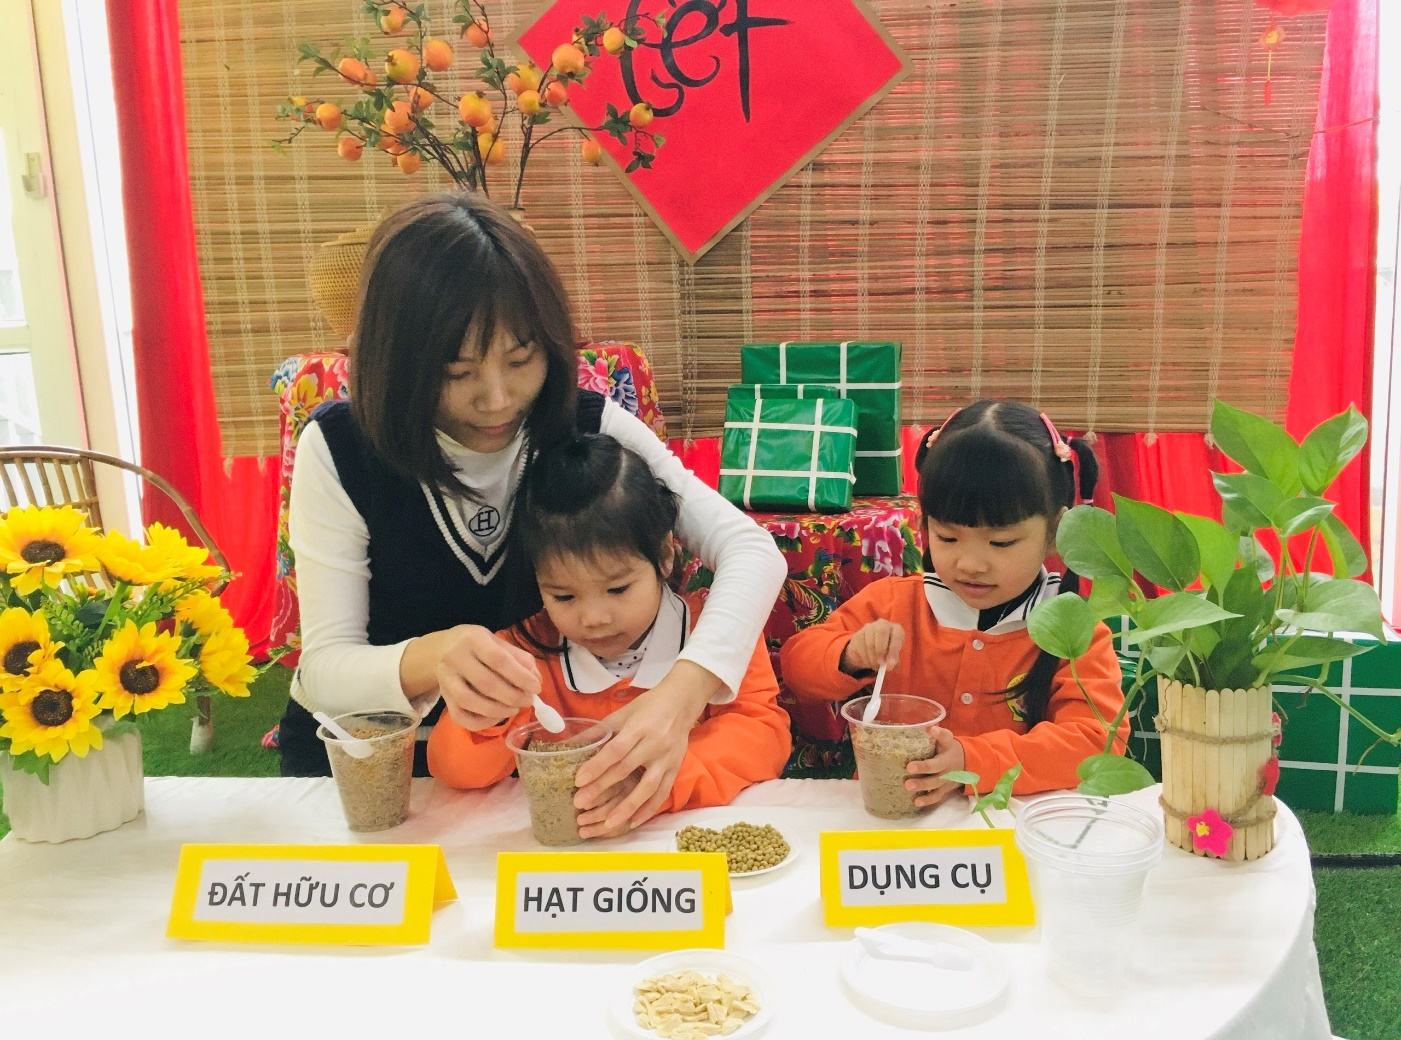 Tết
ĐẤT HỮU CƠ
HẠT GIỐNG
DỤNG CỤ